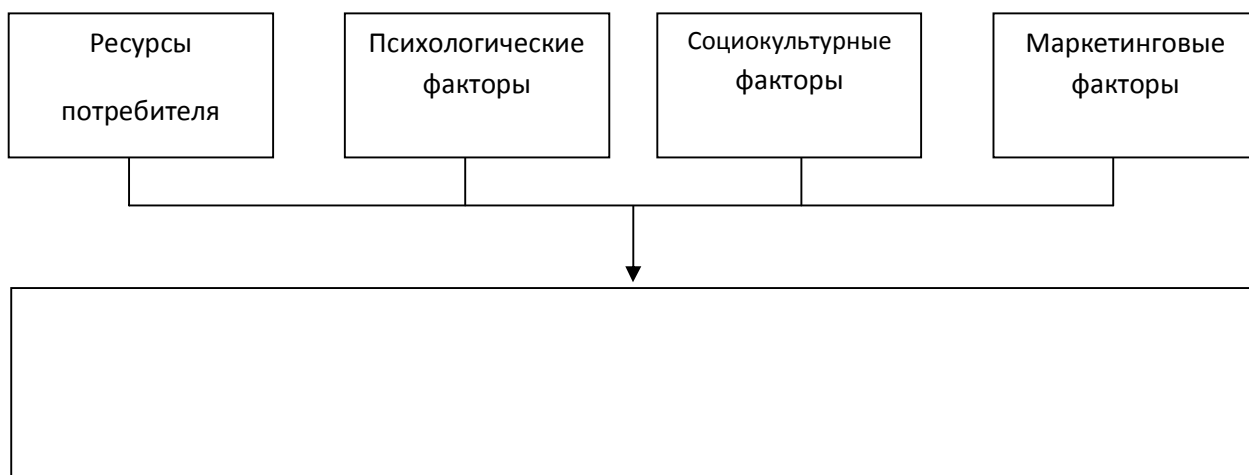 Ресурсы
потребителя
Психологические
факторы
Социокультурные
факторы
Маркетинговые
факторы